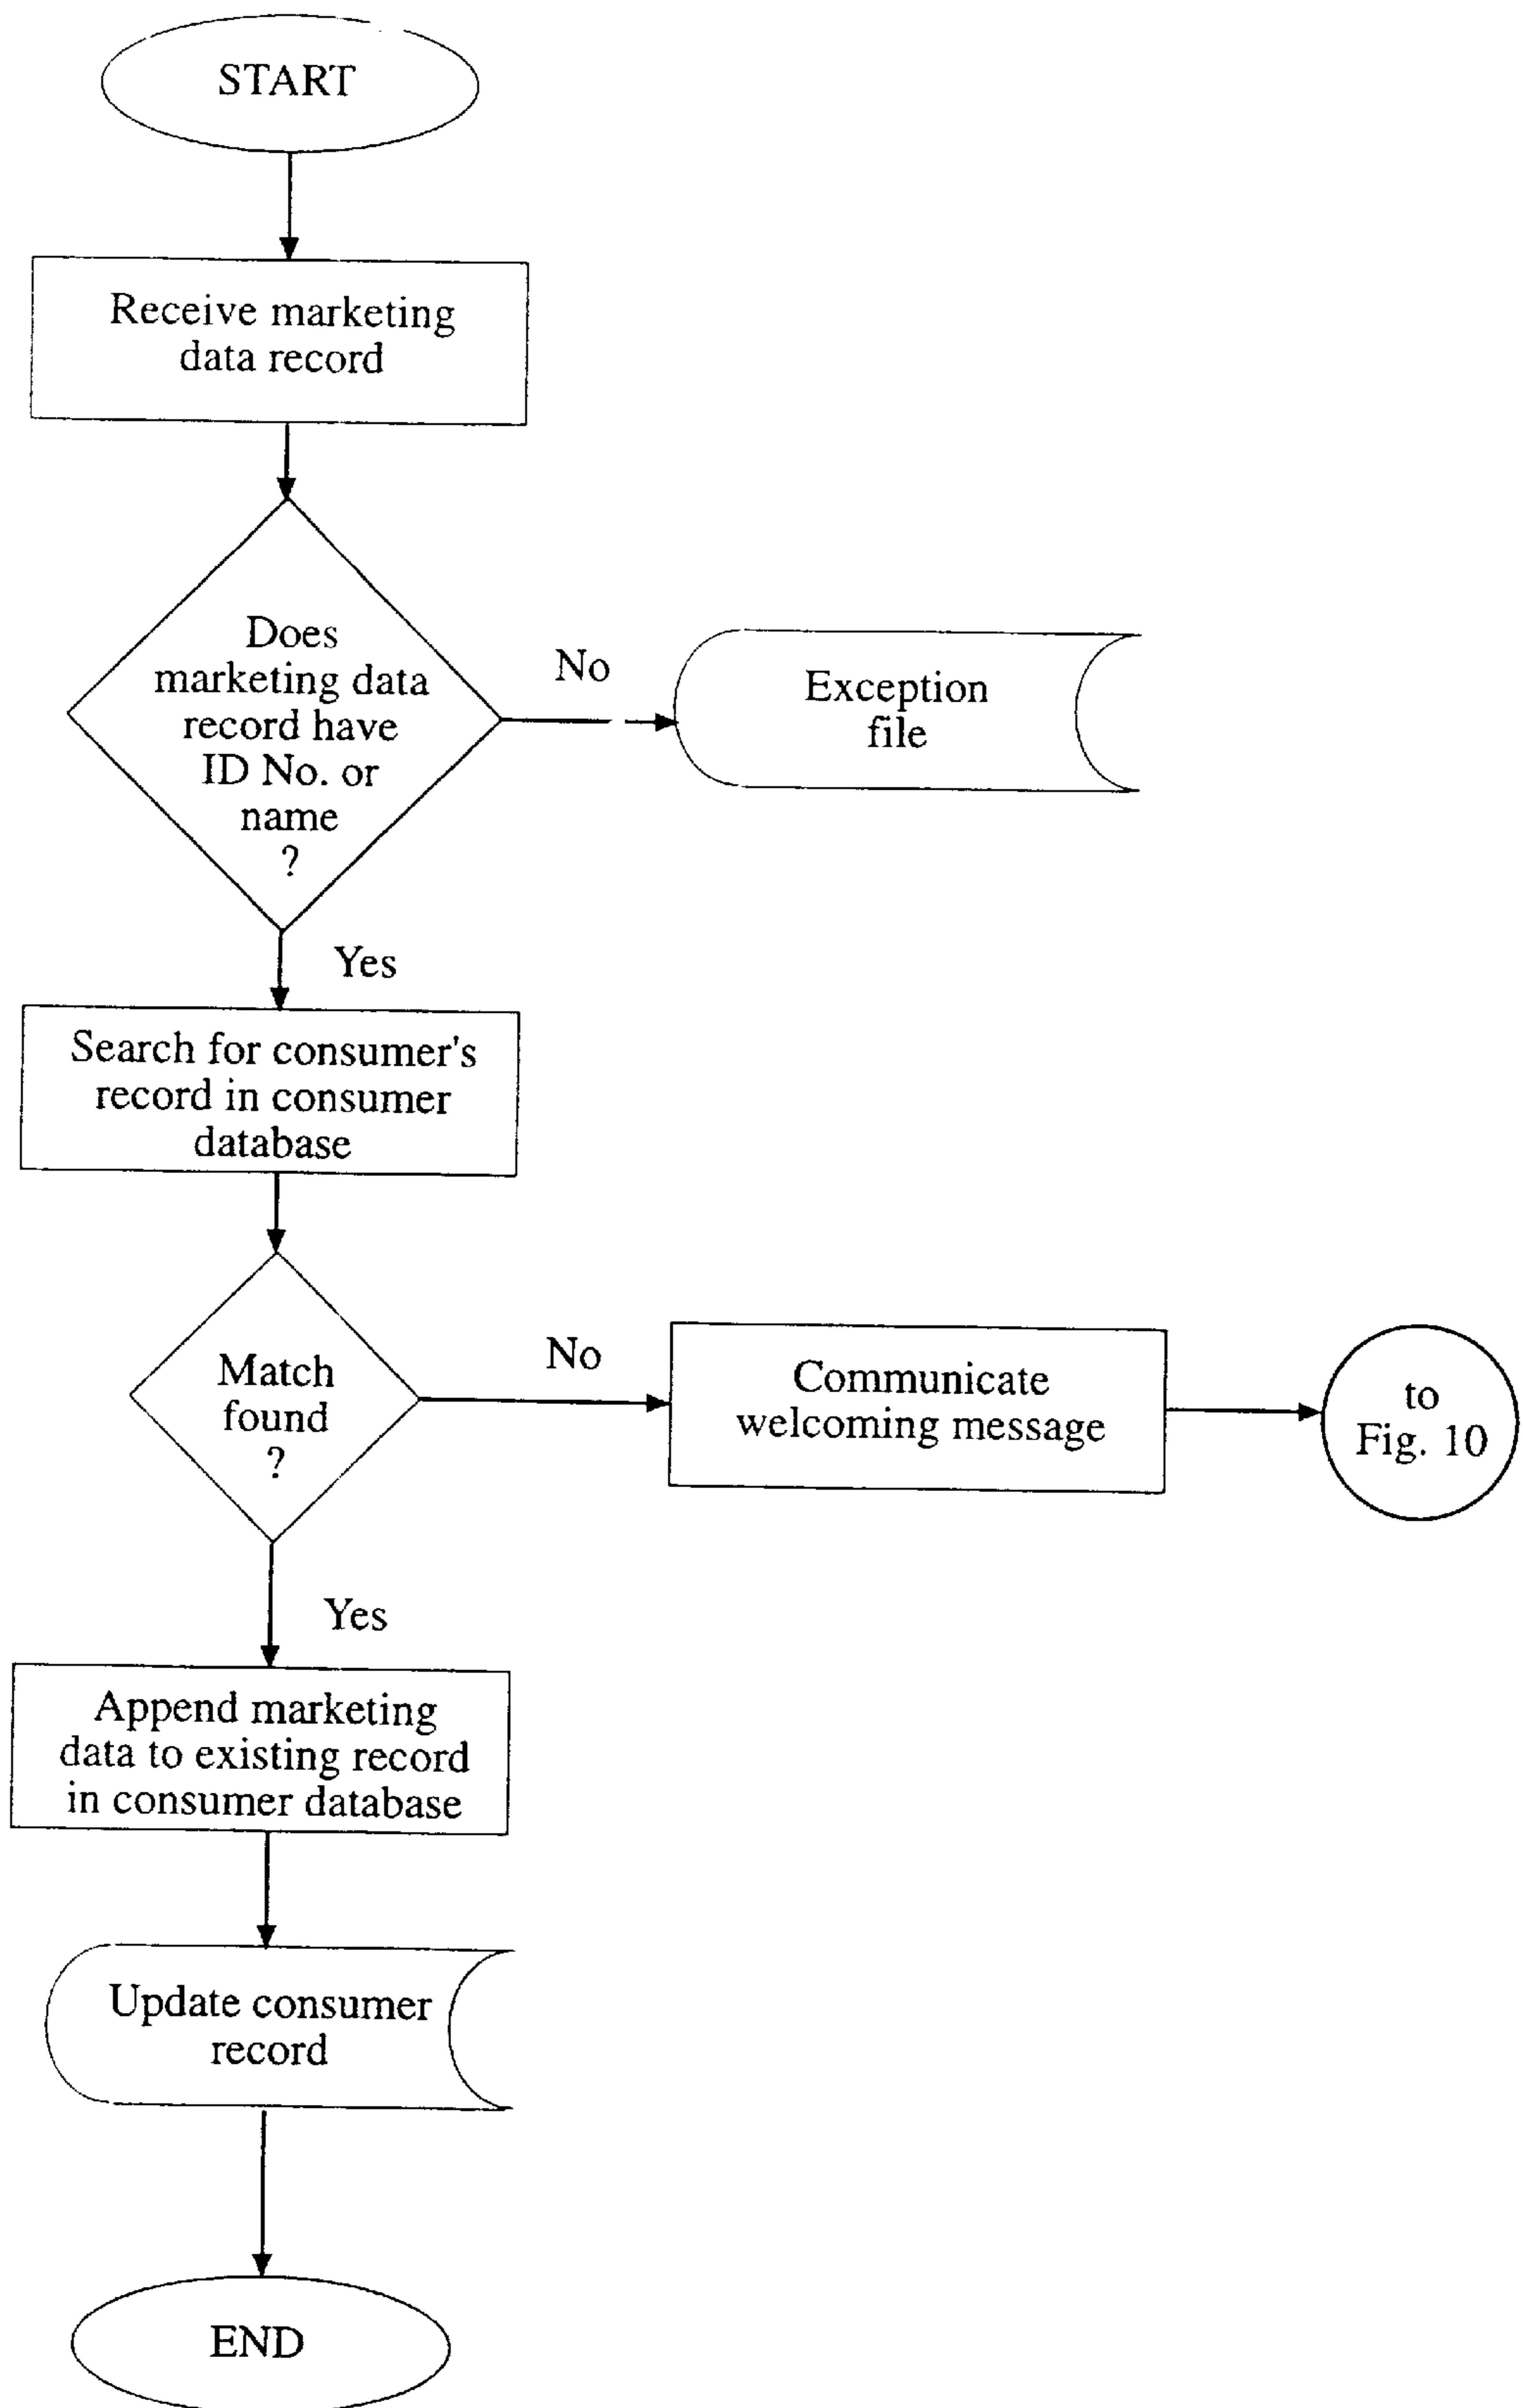 START
Receive marketing
data record
Does
marketing data
record have
ID No. or
name
?
No
Exception
file
Yes
Search for consumer's
record in consumer
database
Match
found
?
No
Communicate
welcoming message
to
Fig. 10
Yes
Append marketing
data to existing record
in consumer database
Update consumer
record
END